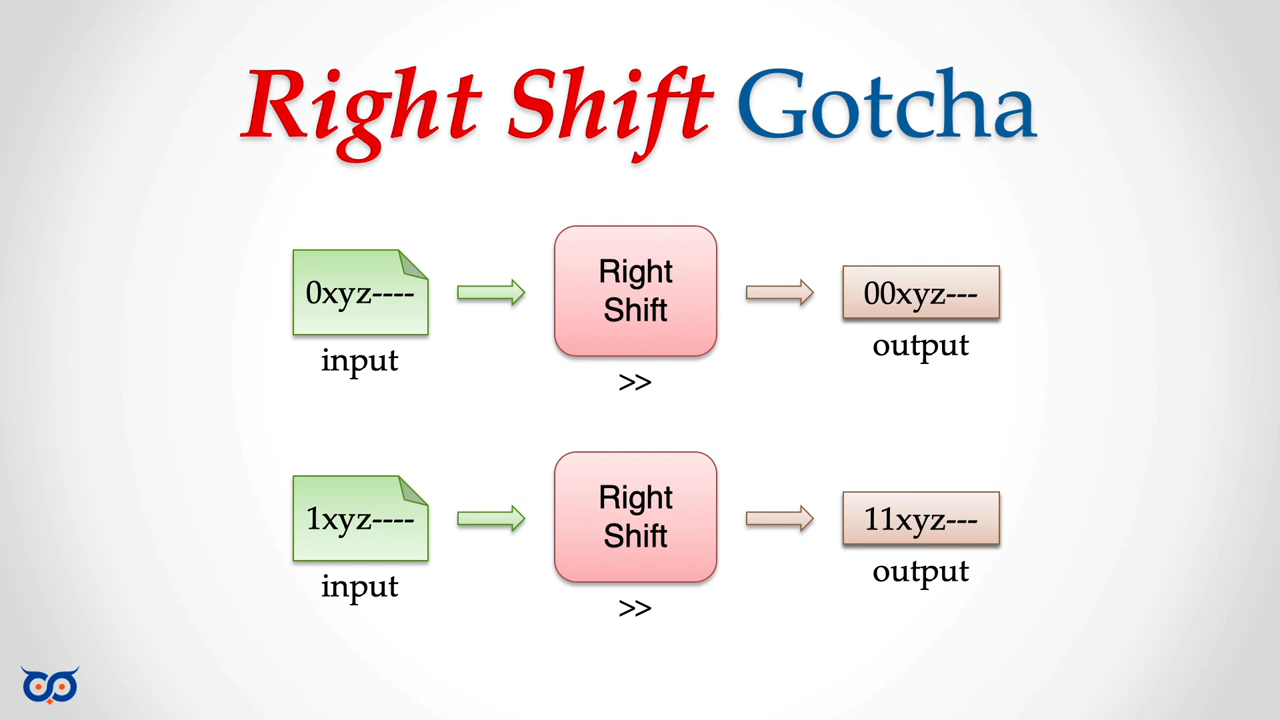 Right Shift Gotcha
0xyz----
Right
Shift
00xyz---
input
output
>>
1xyz----
Right
Shift
11xyz---
input
output
>>